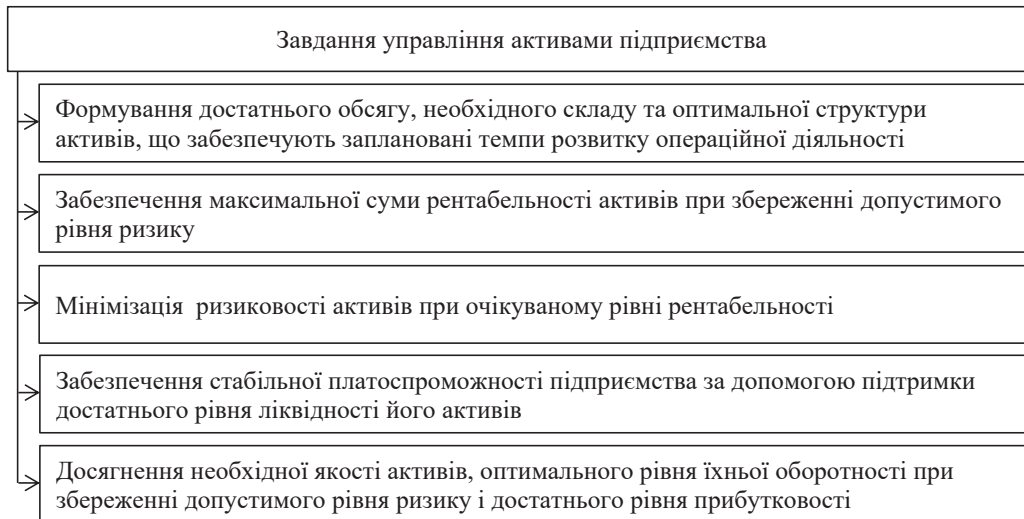 Завдання управління активами підприємства
Формування достатнього обсягу, необхідного складу та оптимальної структури
активів, що забезпечують заплановані темпи розвитку операційної діяльності
Забезпечення максимальної суми рентабельності активів при збереженні допустимого
рівня ризику
Мінімізація ризиковості активів при очікуваному рівні рентабельності
Забезпечення стабільної платоспроможності підприємства за допомогою підтримки
достатнього рівня ліквідності його активів
Досягнення необхідної якості активів, оптимального рівня їхньої оборотності при
збереженні допустимого рівня ризику і достатнього рівня прибутковості